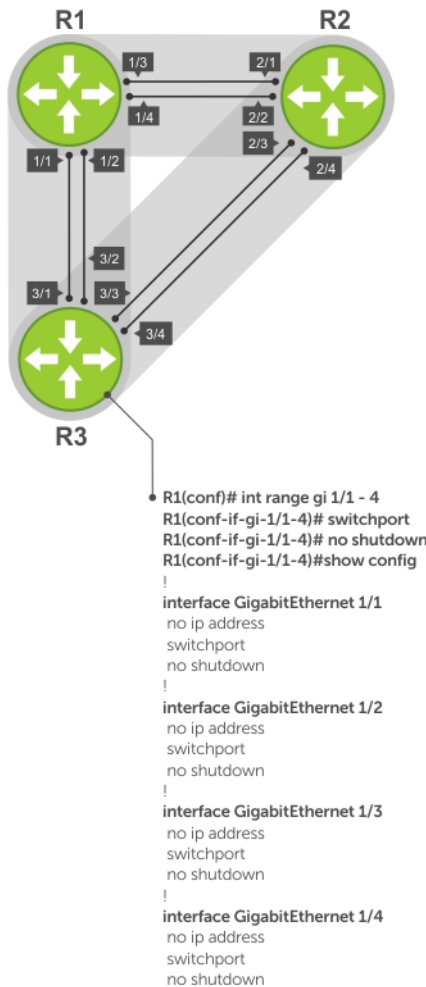 R1
R2
1/3
2/1
1/4
2/2
2/3
2/4
1/1
1/2
3/2
3/1
3/3
3/4
R3
R1(conf)# int range gi 1/1 - 4
R1(conf-if-gi-1/1-4)# switchport
R1(conf-if-gi-1/1-4)# no shutdown
R1(conf-if-gi-1/1-4)#show config
!
interface GigabitEthernet 1/1
no ip address
switchport
no shutdown
!
interface GigabitEthernet 1/2
no ip address
switchport
no shutdown
!
interface GigabitEthernet 1/3
no ip address
switchport
no shutdown
!
interface GigabitEthernet 1/4
no ip address
switchport
no shutdown